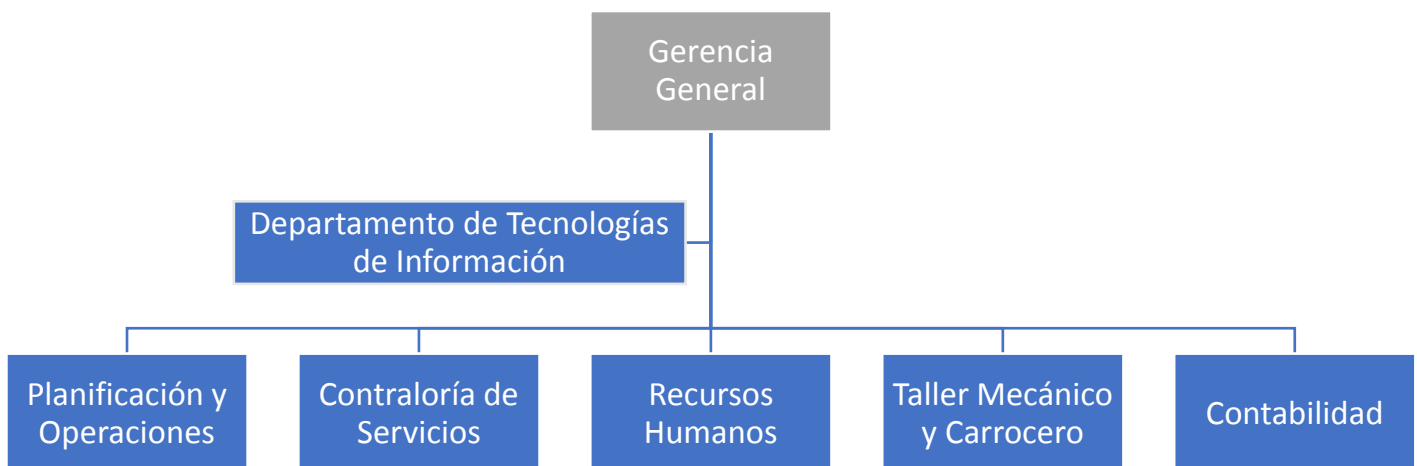 Gerencia
General
Departamento de Tecnologías
de Información
Planificación y
Operaciones
Contraloría de
Servicios
Recursos
Humanos
Taller Mecánico
y Carrocero
Contabilidad